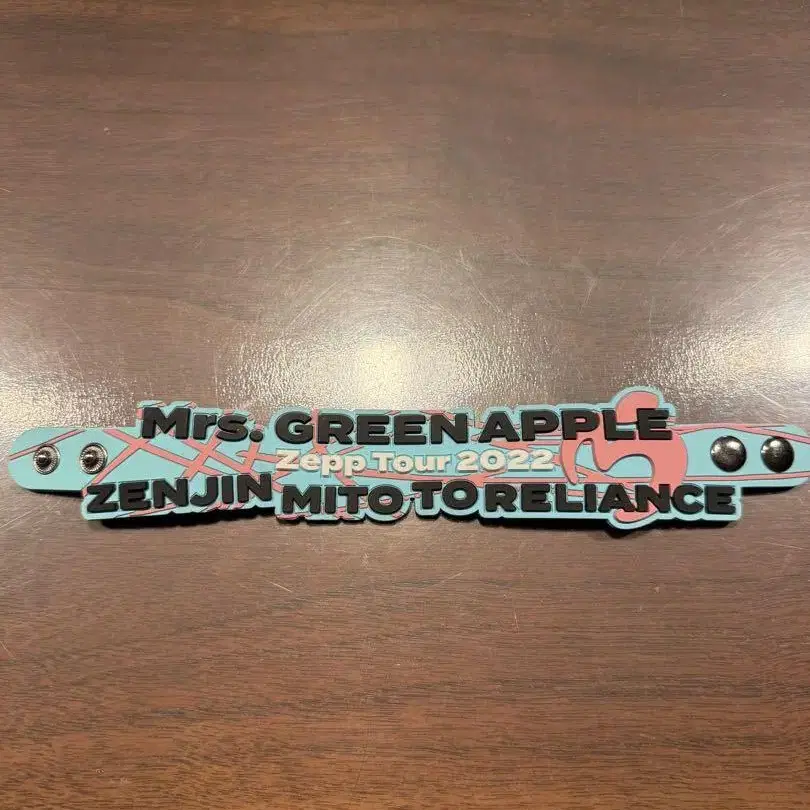 Mrs. GREEN APPLE
Zepp Tour 2022
ZENJIN MITO TO RELIANCE